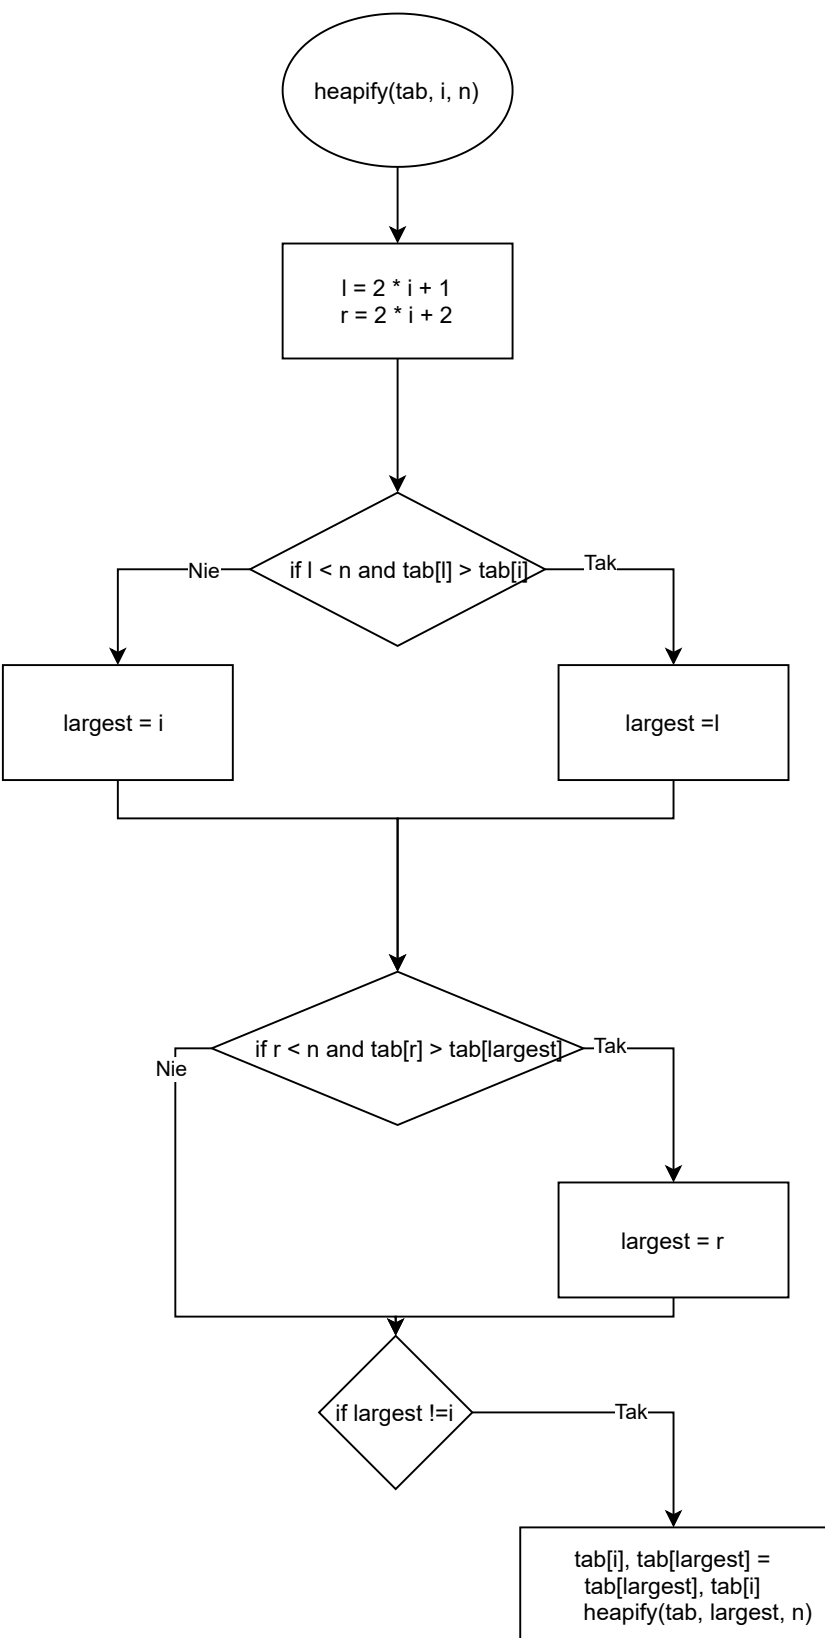 heapify(tab, i, n)
l = 2 * i + 1
r = 2 * i + 2
if l < n and tab[l] > tab[i]
Nie
Tak
largest = i
largest =l
if r < n and tab[r] > tab[largest]
Tak
Nie
largest = r
if largest !=i
Tak
tab[i], tab[largest] =
tab[largest], tab[i]
heapify(tab, largest, n)